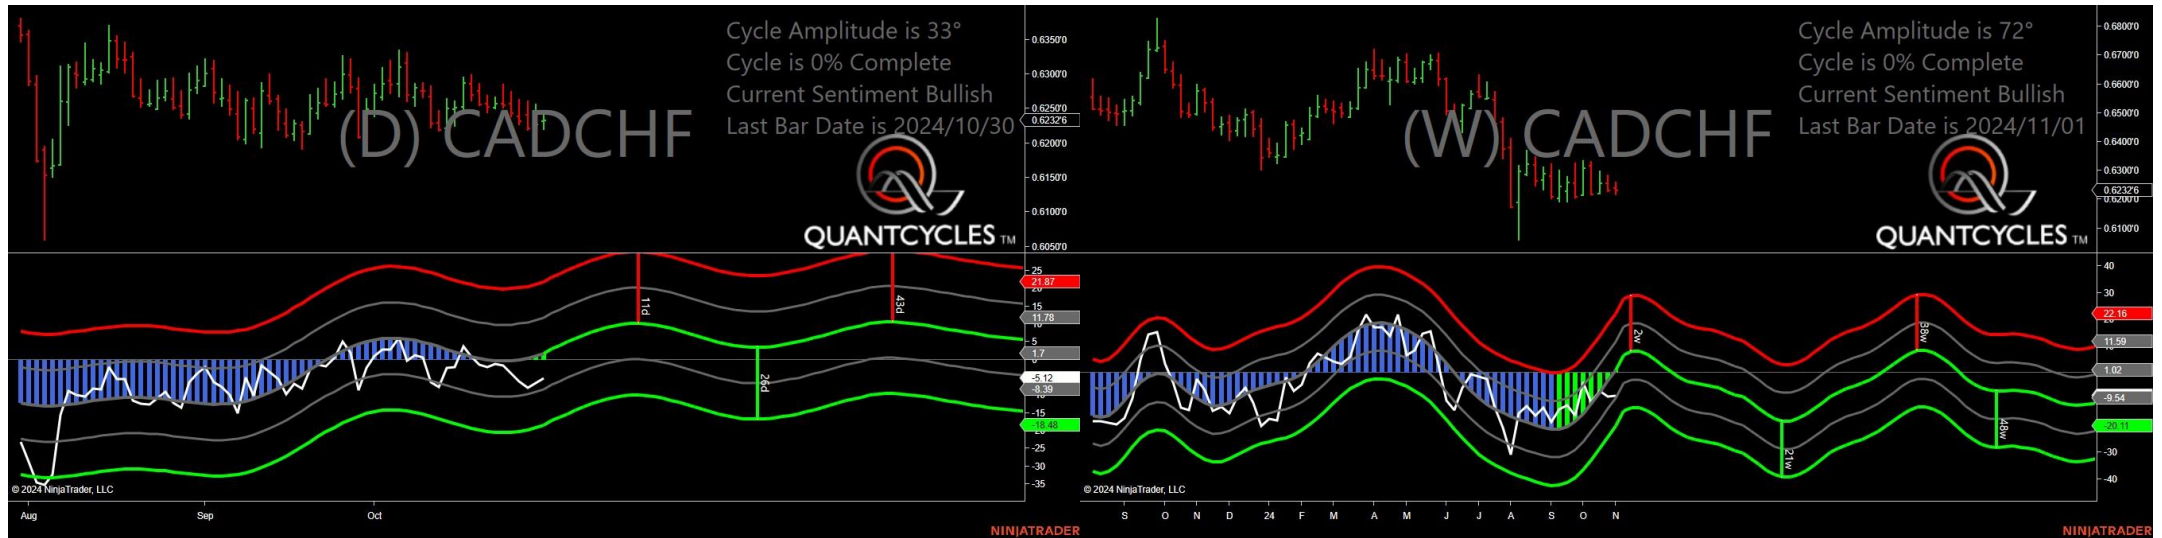 Cycle Amplitude is 33°
Cycle is 0% Complete
Current Sentiment Bullish
Last Bar Date is 2024/10/30
(D) CADCHF
QUANTCYCLES TM
0.6350'0
0.6300'0
0.6250'0
0.6232'6
0.6200'0
0.6150'0
0.6100'0
0.6050'0
25
21.87
15
11.78
5
1.7
-5.12
-8.39
-15
-18.48
-25
-30
-35
11d
26d
43d
© 2024 NinjaTrader, LLC
Aug Sep Oct
NINJATRADER
Cycle Amplitude is 72°
Cycle is 0% Complete
Current Sentiment Bullish
Last Bar Date is 2024/11/01
(W) CADCHF
QUANTCYCLES TM
0.6800'0
0.6700'0
0.6600'0
0.6500'0
0.6400'0
0.6300'0
0.6232'6
0.6200'0
0.6100'0
40
30
22.16
11.59
1.02
-9.54
-20.11
-30
-40
2w
21w
38w
48w
© 2024 NinjaTrader, LLC
S O N D 24 F M A M J J A S O N
NINJATRADER